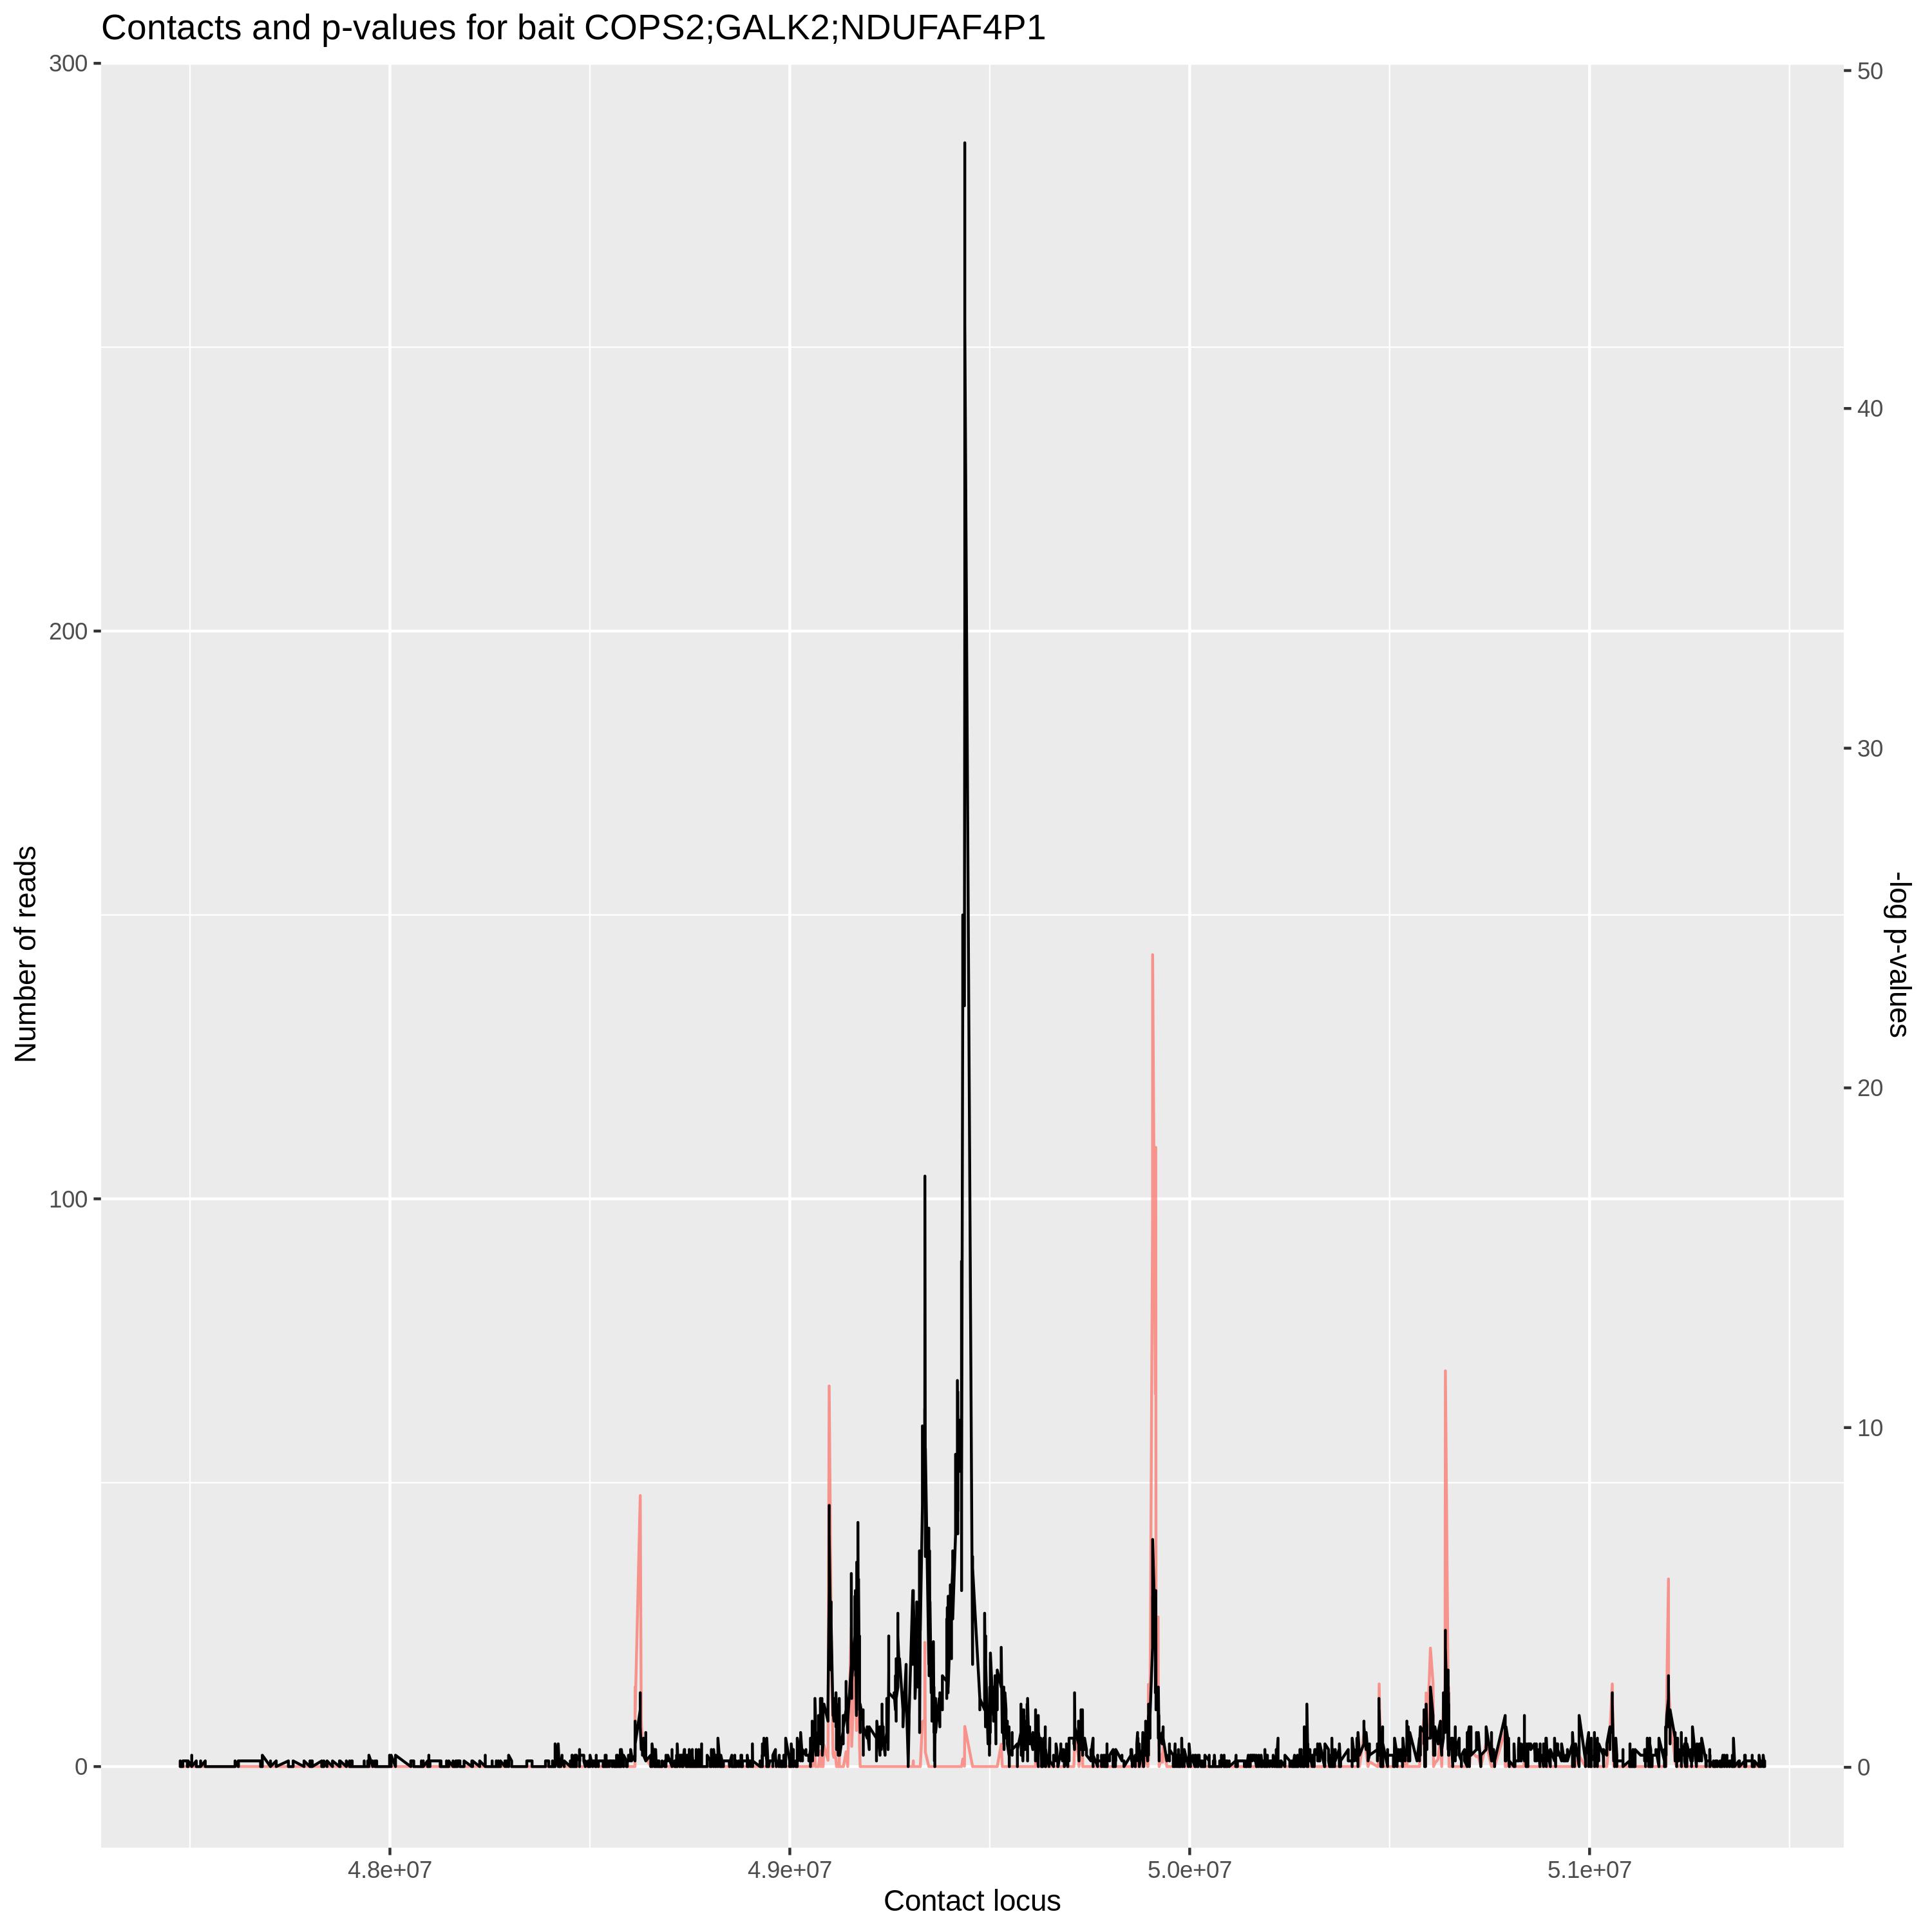 Contacts and p-values for bait COPS2;GALK2;NDUFAF4P1
300
200
100
0
Number of reads
50
40
30
20
10
0
-log p-values
4.8e+07
4.9e+07
5.0e+07
5.1e+07
Contact locus